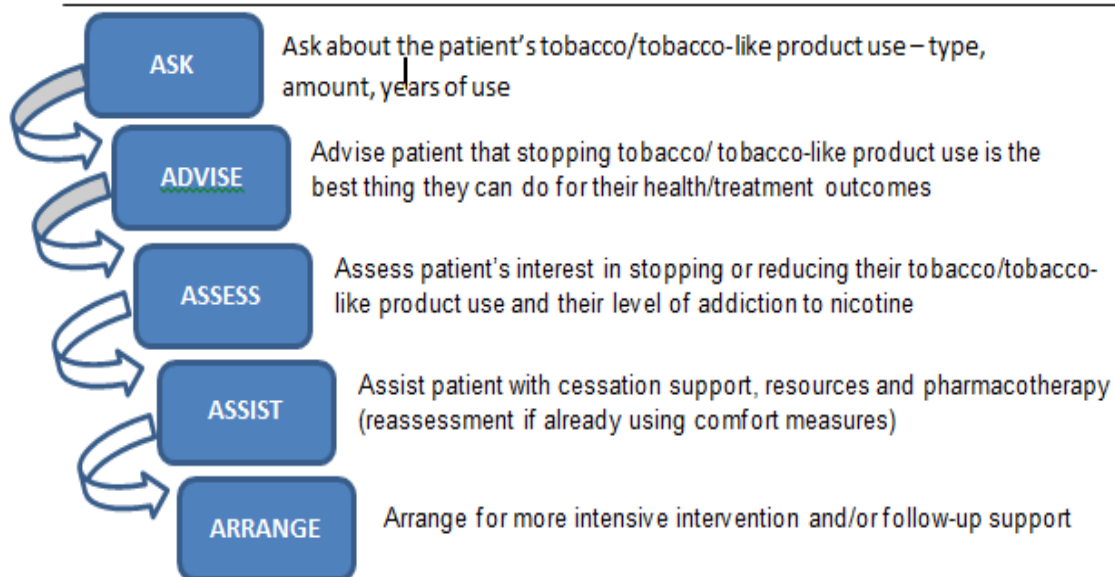 ASK
Ask about the patient's tobacco/tobacco-like product use – type,
amount, years of use
ADVISE
Advise patient that stopping tobacco/ tobacco-like product use is the
best thing they can do for their health/treatment outcomes
ASSESS
Assess patient's interest in stopping or reducing their tobacco/tobacco-
like product use and their level of addiction to nicotine
ASSIST
Assist patient with cessation support, resources and pharmacotherapy
(reassessment if already using comfort measures)
ARRANGE
Arrange for more intensive intervention and/or follow-up support